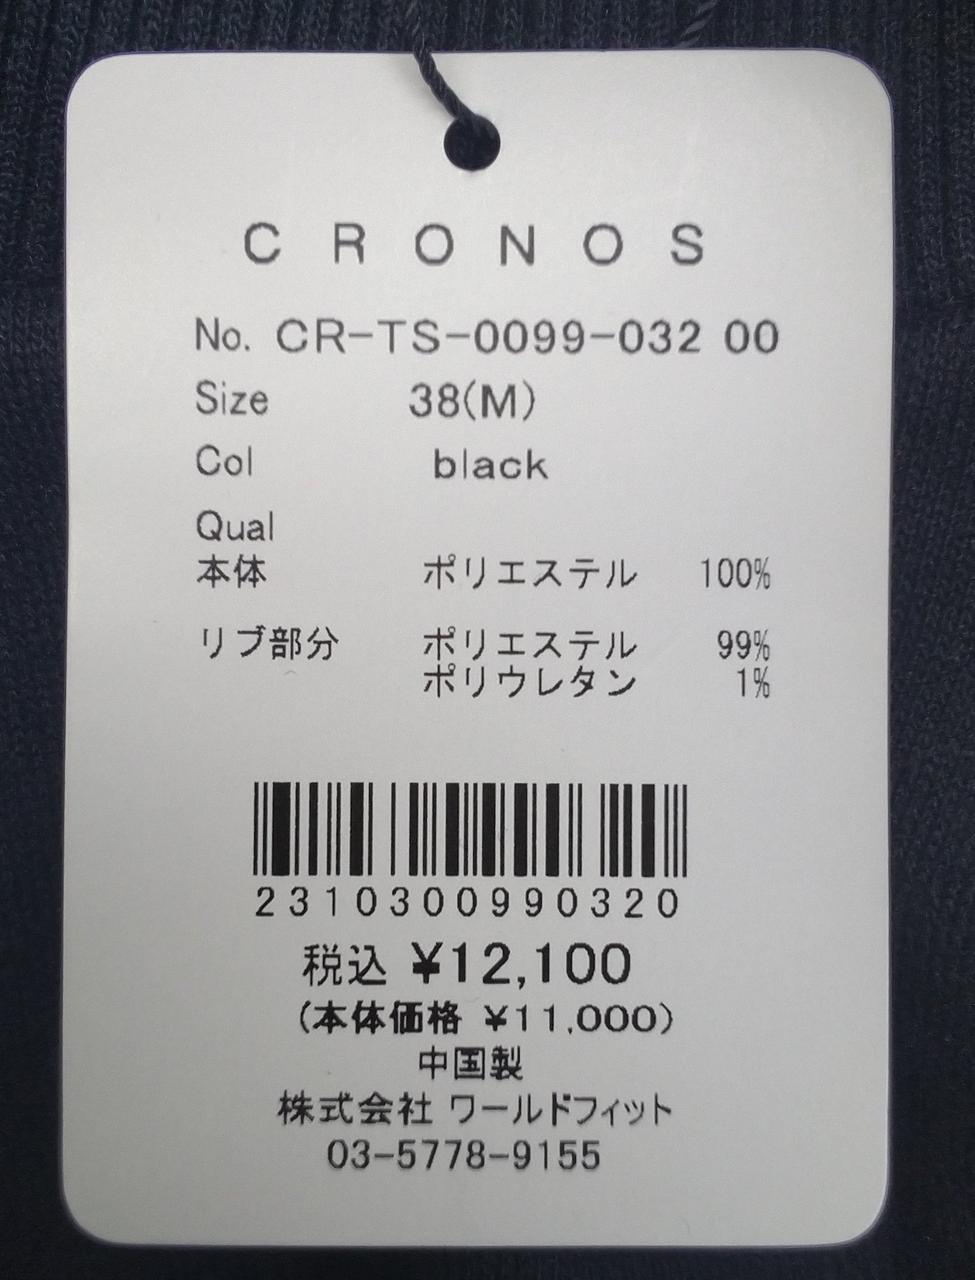 CRONOS
No. CR-TS-0099-032 00
Size 38(M)
Col black
Qual
本体 ポリエステル 100%
リブ部分 ポリエステル 99%
ポリウレタン 1%
2310300990320
税込 ¥12,100
(本体価格 ¥11,000)
中国製
株式会社 ワールドフィット
03-5778-9155